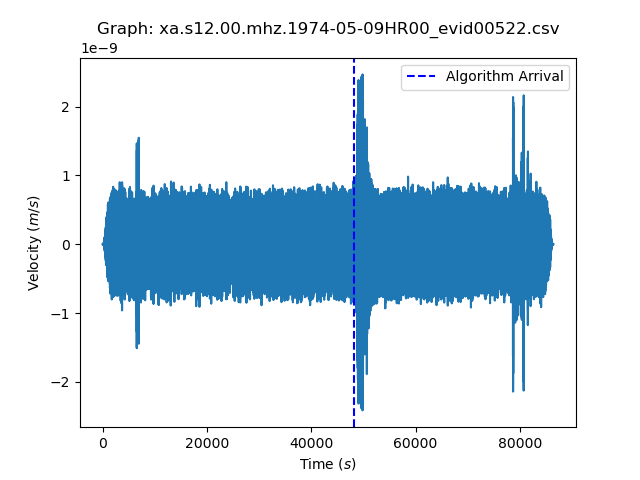 Graph: xa.s12.00.mhz.1974-05-09HR00_evid00522.csv
1e−9
Algorithm Arrival
2
1
0
−1
−2
Velocity (m/s)
0 20000 40000 60000 80000
Time (s)